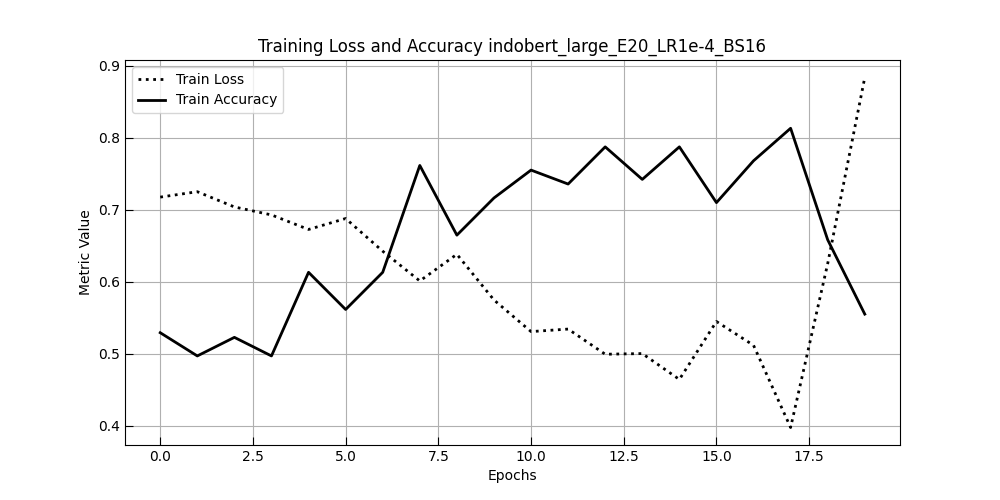 Training Loss and Accuracy indobert_large_E20_LR1e-4_BS16
Train Loss
Train Accuracy
Metric Value
0.9
0.8
0.7
0.6
0.5
0.4
0.0 2.5 5.0 7.5 10.0 12.5 15.0 17.5
Epochs